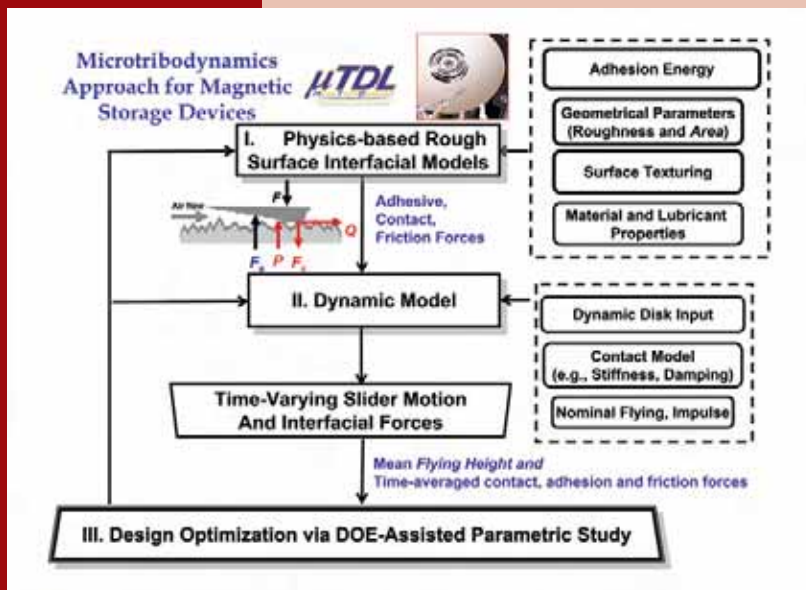 Microtribodynamics
Approach for Magnetic
Storage Devices
μTDL
Adhesion Energy
Geometrical Parameters
(Roughness and Area)
Surface Texturing
Material and Lubricant
Properties
I. Physics-based Rough
Surface Interfacial Models
F
Air flow
Q
P
Adhesive,
Contact,
Friction Forces
II. Dynamic Model
Dynamic Disk Input
Contact Model
(e.g., Stiffness, Damping)
Nominal Flying, Impulse
Time-Varying Slider Motion
And Interfacial Forces
Mean Flying Height and
Time-averaged contact, adhesion and friction forces
III. Design Optimization via DOE-Assisted Parametric Study